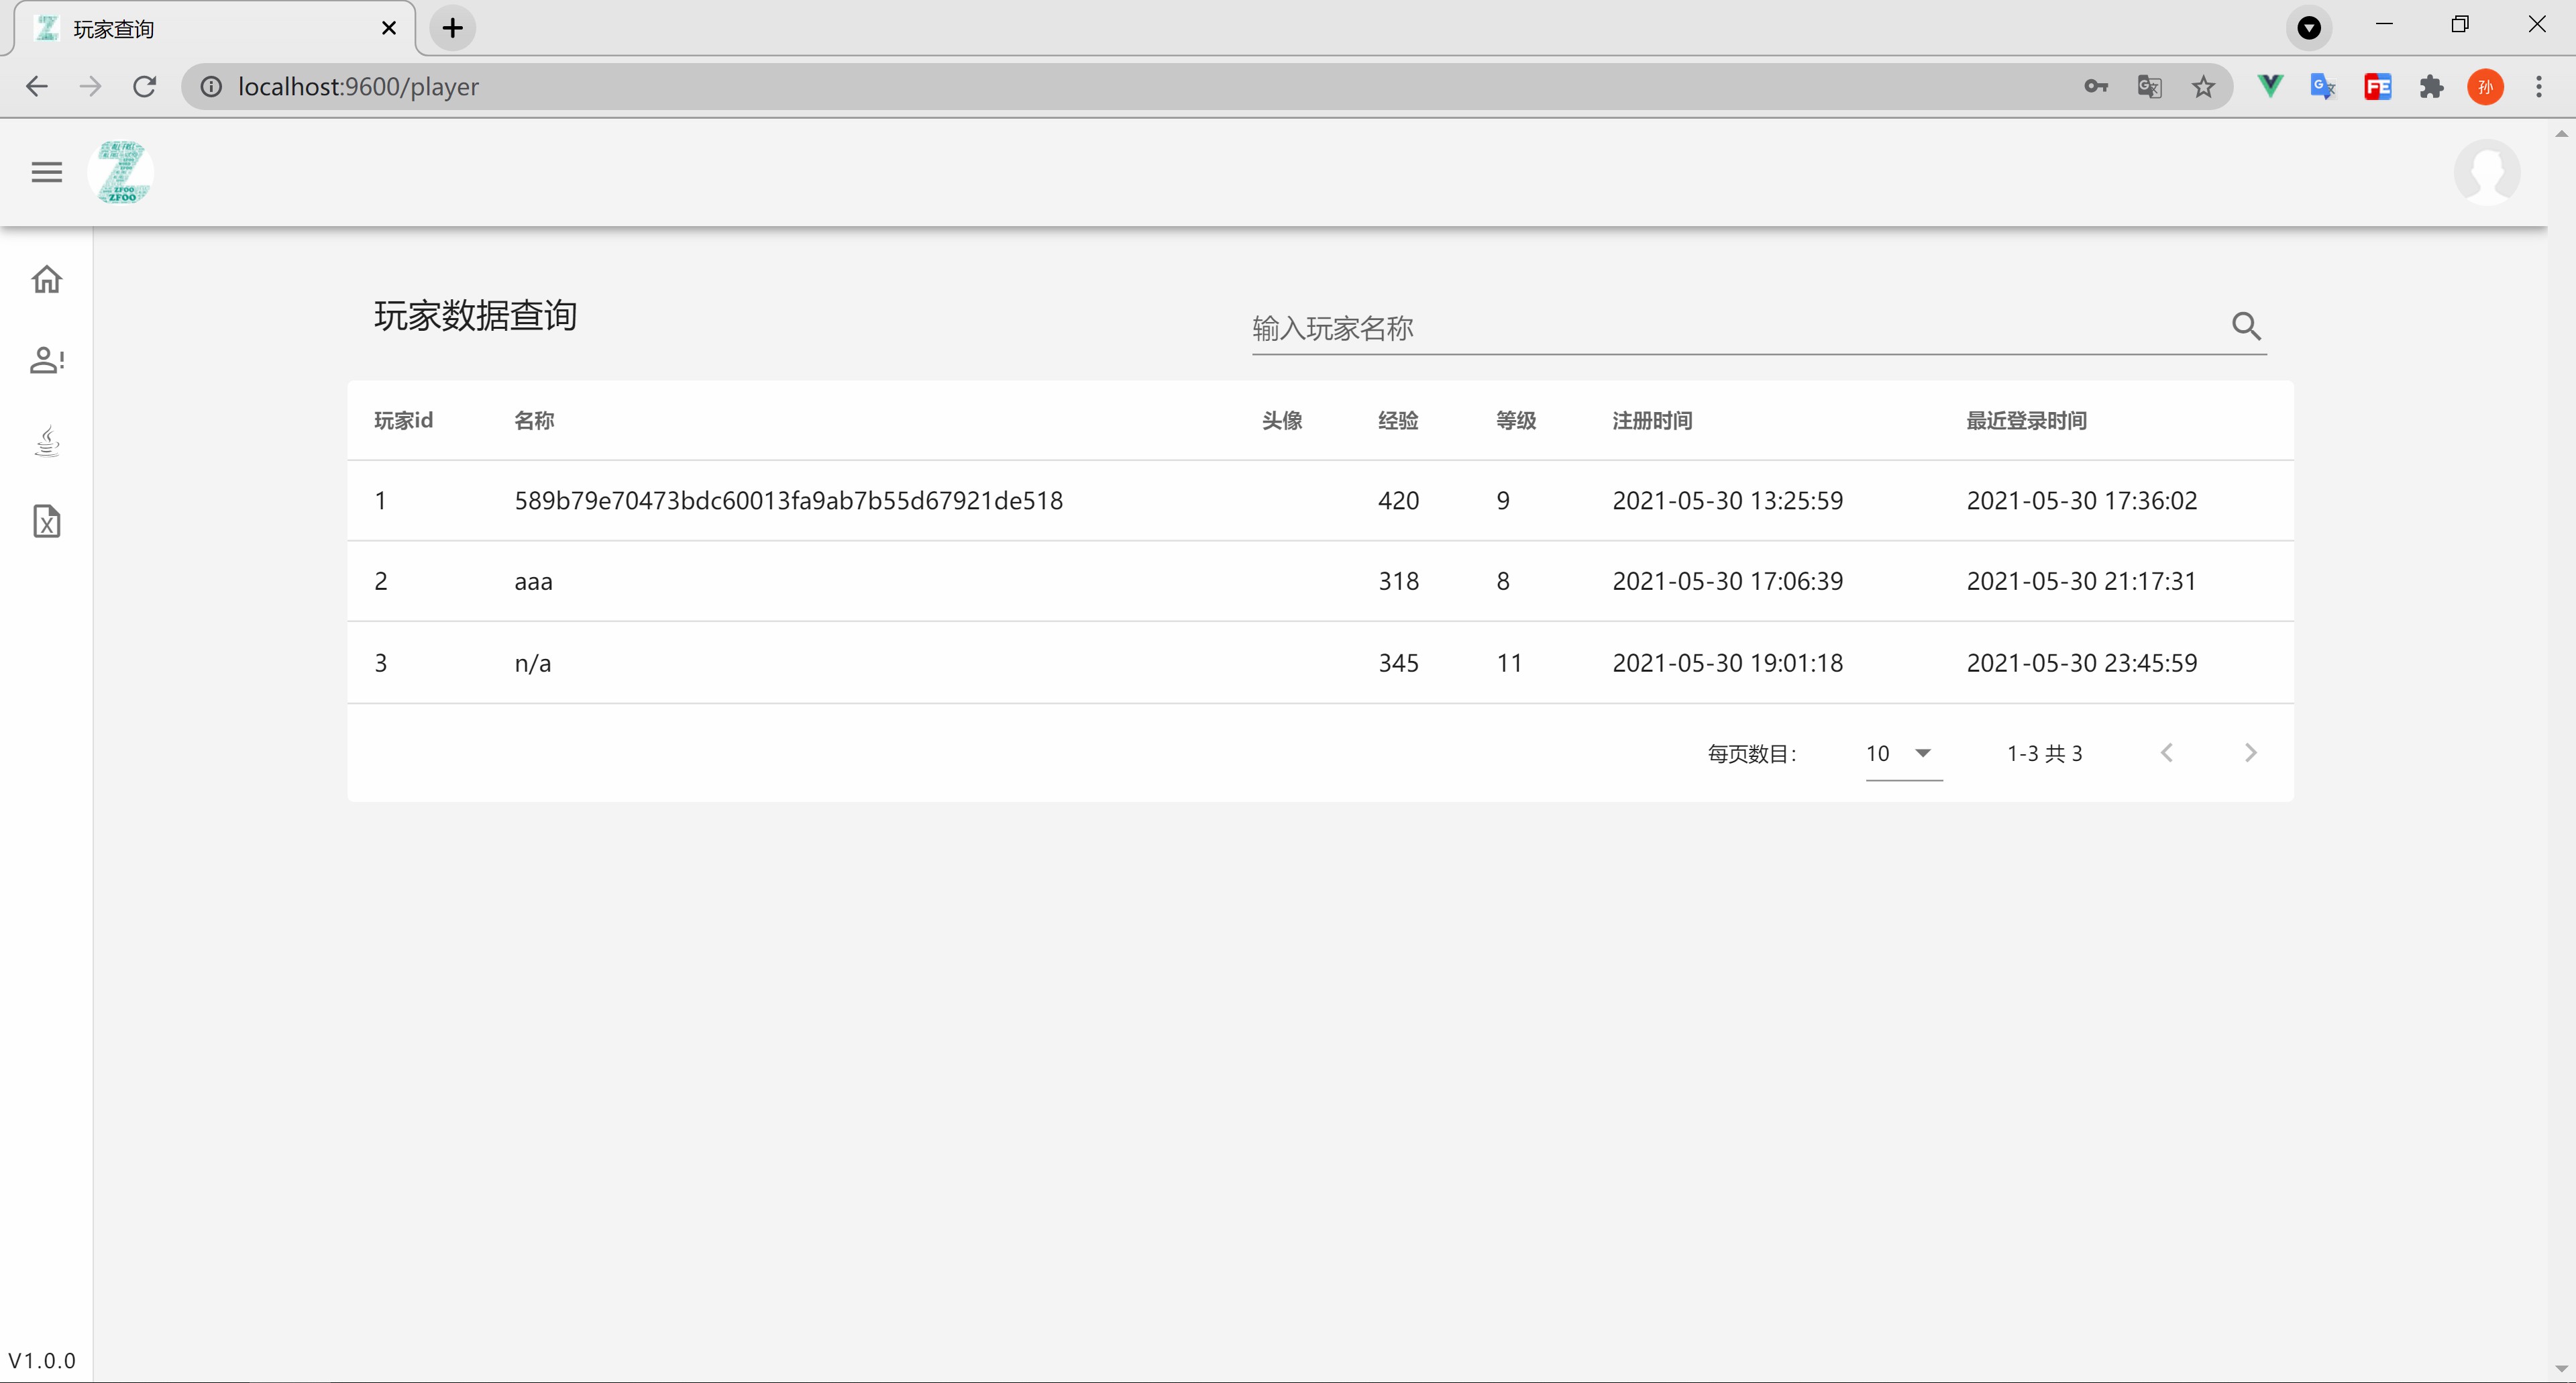 玩家查询
localhost:9600/player
孙
ZFOO
玩家数据查询
输入玩家名称
玩家id 名称 头像 经验 等级 注册时间 最近登录时间
1 589b79e70473bdc60013fa9ab7b55d67921de518 420 9 2021-05-30 13:25:59 2021-05-30 17:36:02
2 aaa 318 8 2021-05-30 17:06:39 2021-05-30 21:17:31
3 n/a 345 11 2021-05-30 19:01:18 2021-05-30 23:45:59
每页数目: 10 1-3 共 3
V1.0.0